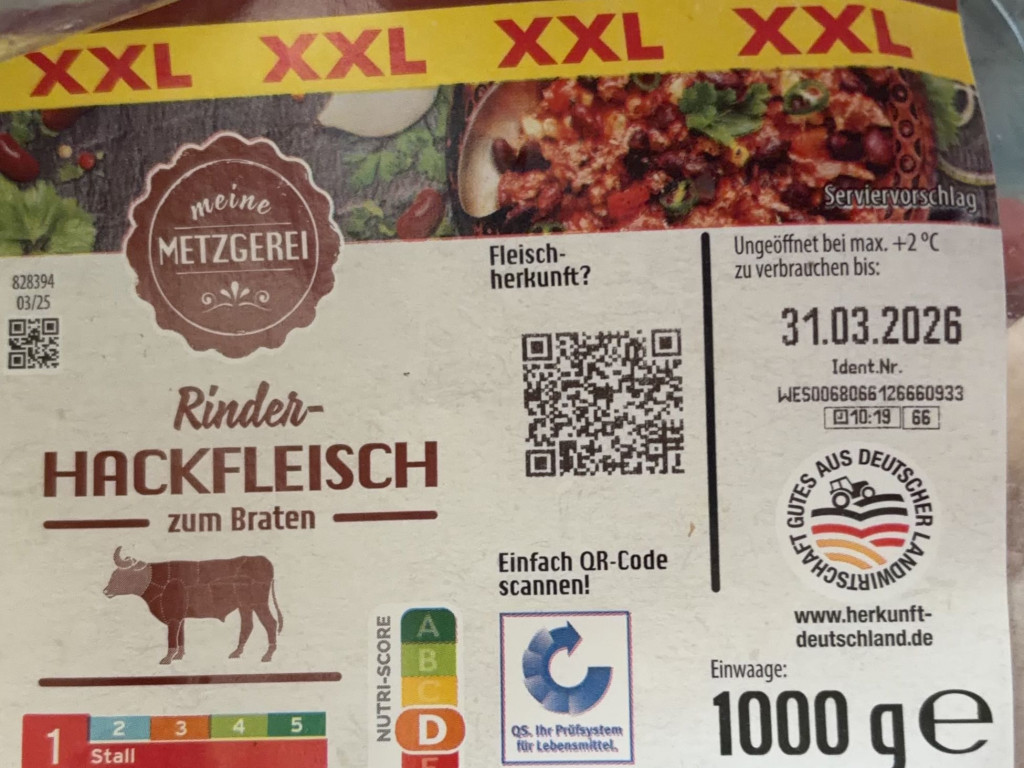 XXL XXL XXL XXL
Serviervorschlag
meine
METZGEREI
828394
03/25
Rinder-
HACKFLEISCH
zum Braten
1 2 3 4 5
Stall
NUTRI-SCORE
A
B
C
D
E
Fleisch-
herkunft?
Einfach QR-Code
scannen!
QS. Ihr Prüfsystem
für Lebensmittel.
Ungeöffnet bei max. +2 °C
zu verbrauchen bis:
31.03.2026
Ident.Nr.
WES0068066126660933
10:19 66
GUTES AUS DEUTSCHER LANDWIRTSCHAFT
www.herkunft-
deutschland.de
Einwaage:
1000 g e